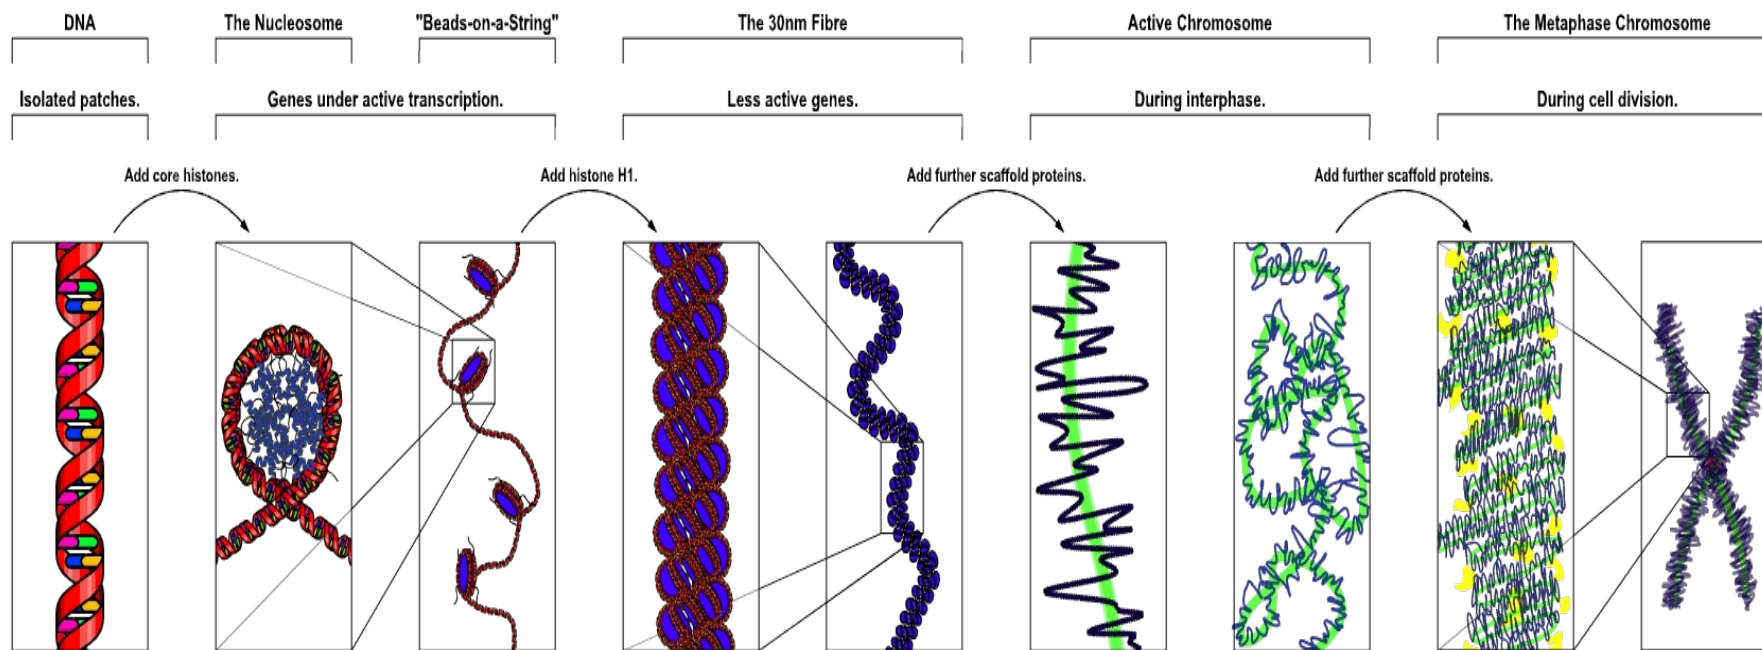 DNA
The Nucleosome
"Beads-on-a-String"
The 30nm Fibre
Active Chromosome
The Metaphase Chromosome
Isolated patches.
Genes under active transcription.
Less active genes.
During interphase.
During cell division.
Add core histones.
Add histone H1.
Add further scaffold proteins.
Add further scaffold proteins.